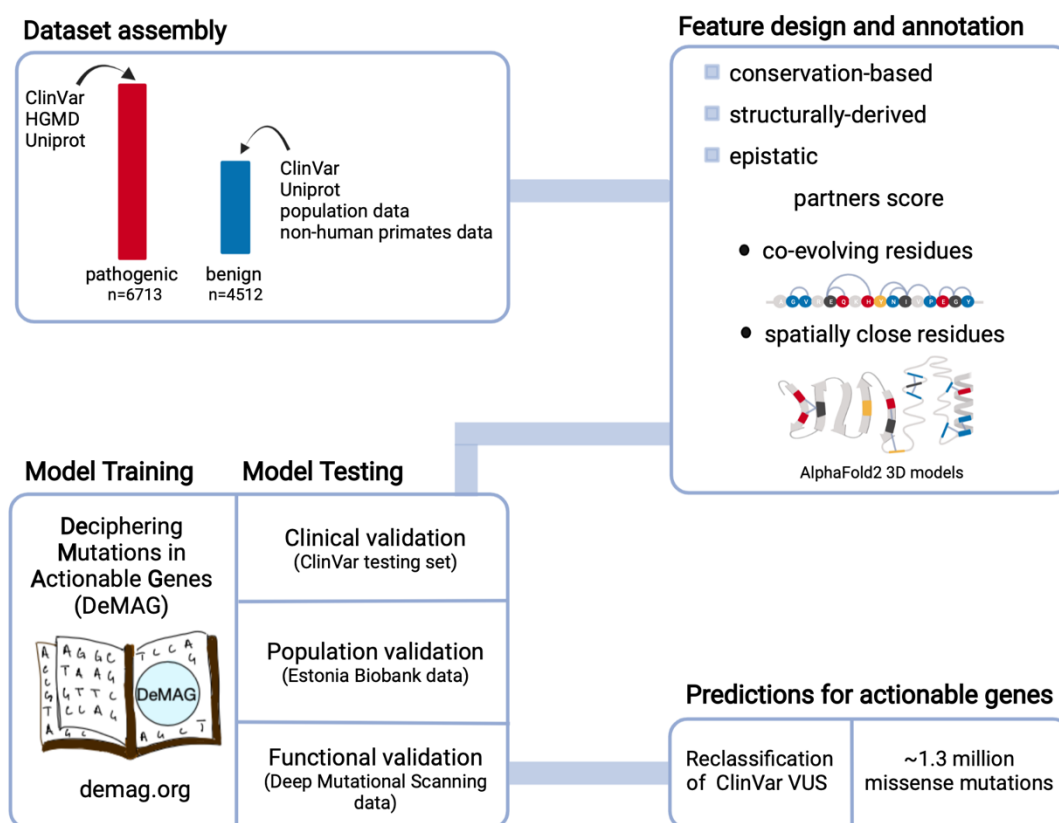 Dataset assembly
ClinVar
HGMD
Uniprot
ClinVar
Uniprot
population data
non-human primates data
pathogenic
n=6713
benign
n=4512
Feature design and annotation
conservation-based
structurally-derived
epistatic
partners score
co-evolving residues
G V E Q H Y N I P E G Y
spatially close residues
AlphaFold2 3D models
Model Training
Deciphering
Mutations in
Actionable Genes
(DeMAG)
DeMAG
demag.org
Model Testing
Clinical validation
(ClinVar testing set)
Population validation
(Estonia Biobank data)
Functional validation
(Deep Mutational Scanning
data)
Predictions for actionable genes
Reclassification
of ClinVar VUS
~1.3 million
missense mutations